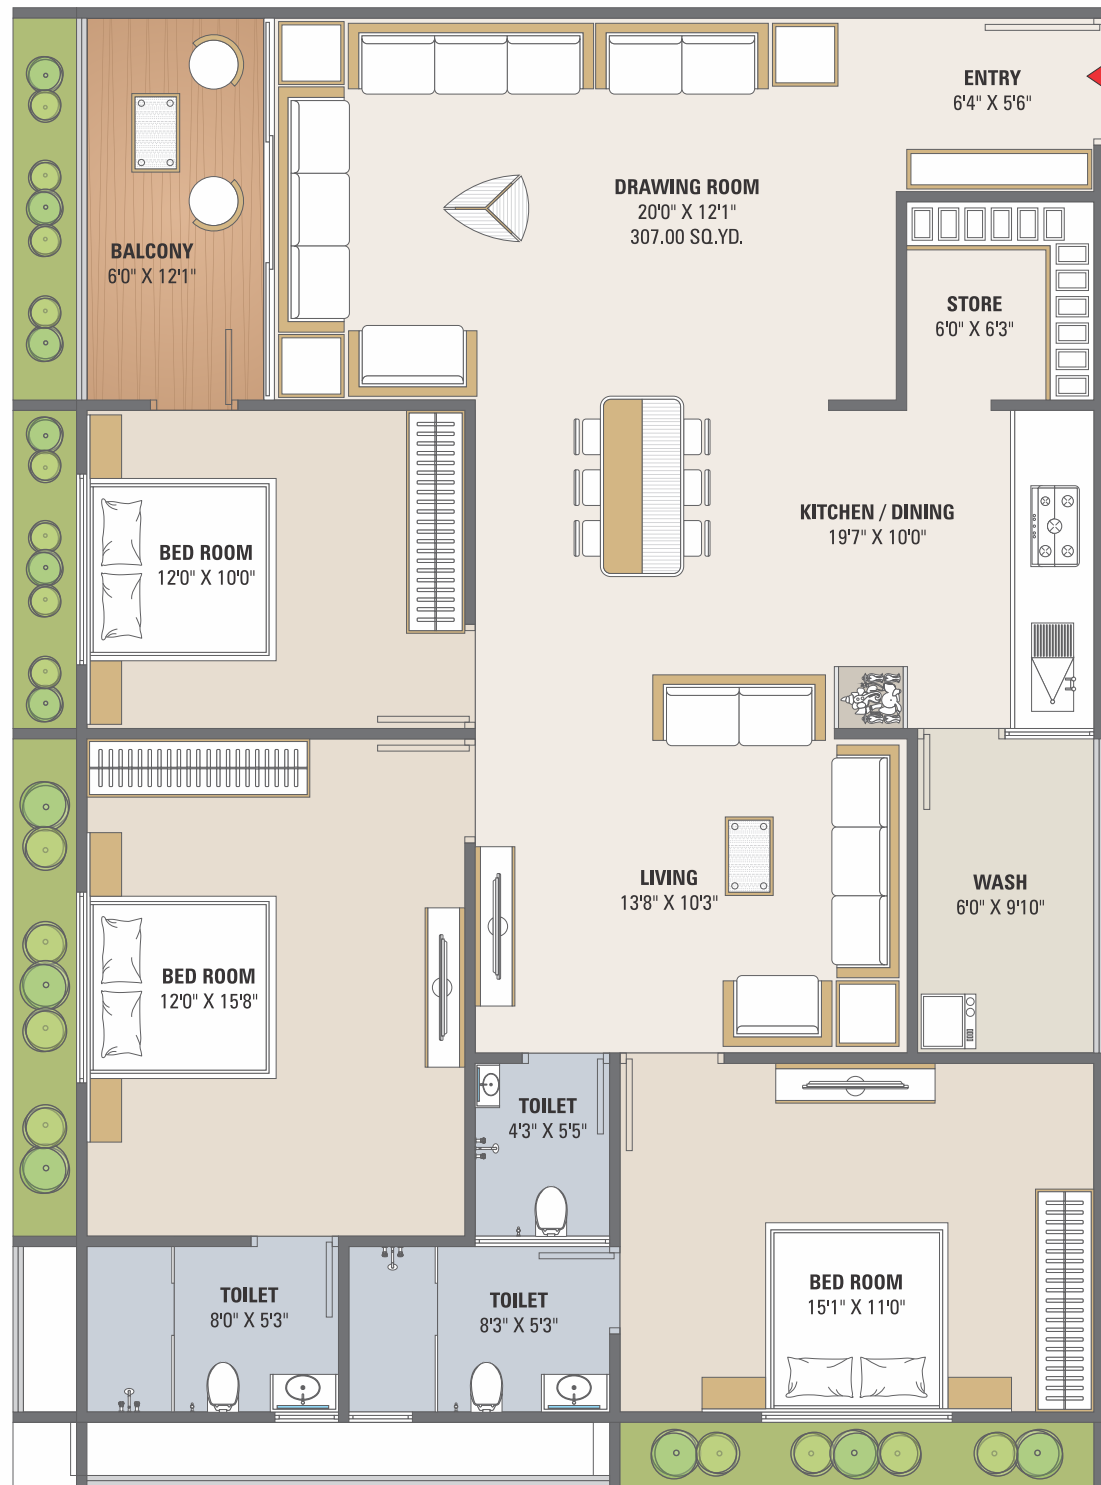 ENTRY
6'4" X 5'6"
DRAWING ROOM
20'0" X 12'1"
307.00 SQ.YD.
BALCONY
6'0" X 12'1"
STORE
6'0" X 6'3"
KITCHEN / DINING
19'7" X 10'0"
BED ROOM
12'0" X 10'0"
LIVING
13'8" X 10'3"
WASH
6'0" X 9'10"
BED ROOM
12'0" X 15'8"
TOILET
4'3" X 5'5"
TOILET
8'0" X 5'3"
TOILET
8'3" X 5'3"
BED ROOM
15'1" X 11'0"